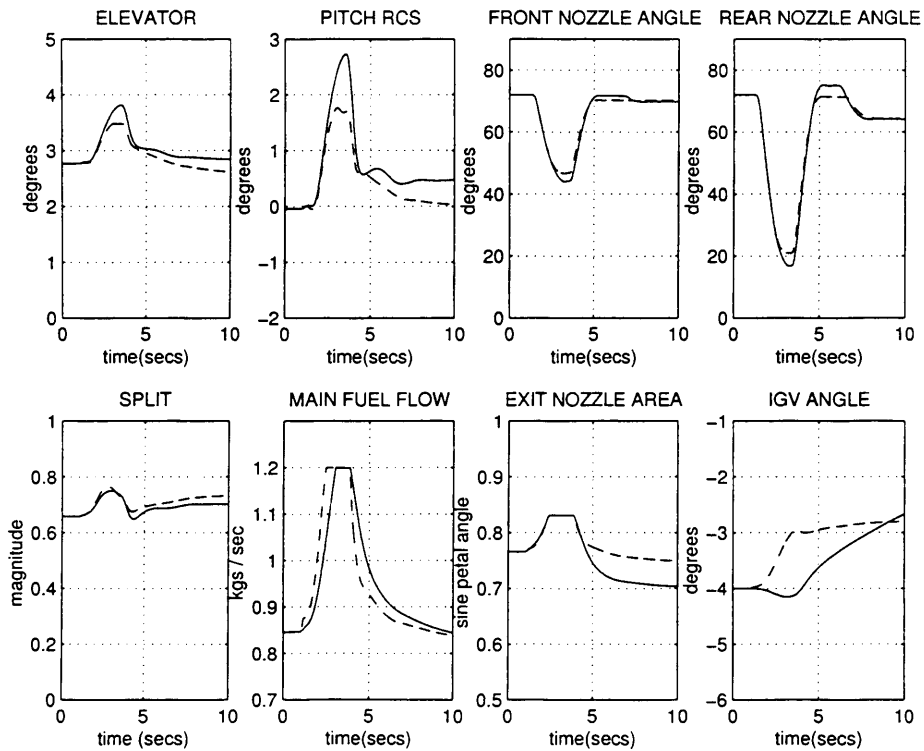 ELEVATOR
PITCH RCS
FRONT NOZZLE ANGLE
REAR NOZZLE ANGLE
degrees
5
4
3
2
1
0
0
5
10
time(secs)
degrees
3
2
1
0
−1
−2
0
5
10
time(secs)
degrees
80
60
40
20
0
0
5
10
time(secs)
degrees
80
60
40
20
0
0
5
10
time(secs)
SPLIT
MAIN FUEL FLOW
EXIT NOZZLE AREA
IGV ANGLE
magnitude
1
0.8
0.6
0.4
0.2
0
0
5
10
time (secs)
kgs / sec
1.2
1.1
1
0.9
0.8
0.7
0
5
10
time(secs)
sine petal angle
0.9
0.8
0.7
0.6
0.5
0
5
10
time(secs)
degrees
−1
−2
−3
−4
−5
−6
0
5
10
time(secs)